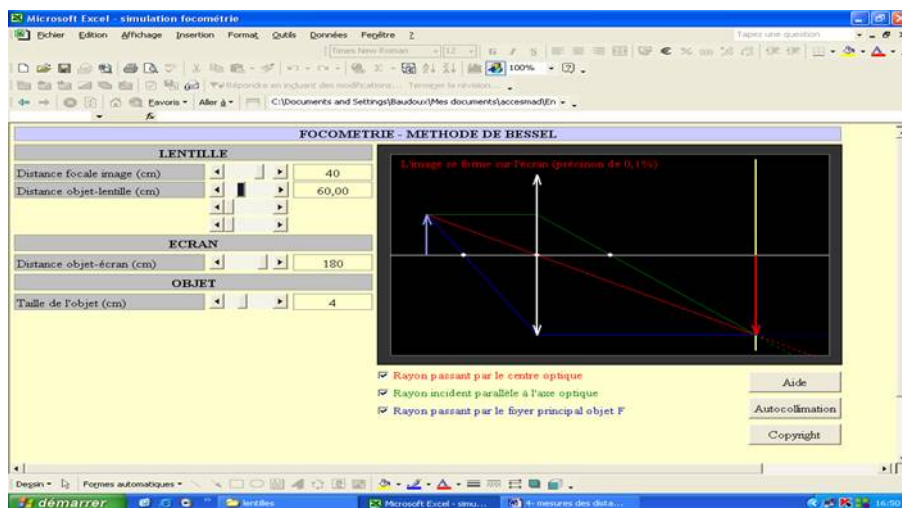 Microsoft Excel - simulation focométrie
Fichier Edition Affichage Insertion Format Outils Données Fenêtre ?
Tapez une question
Times New Roman 12 G I S
100%
Répondre en incluant des modifications... Terminer la révision...
Favoris Aller à C:\Documents and Settings\Baudoux\Mes documents\accesmad\En
fx
FOCOMETRIE - METHODE DE BESSEL
LENTILLE
Distance focale image (cm) 40
Distance objet-lentille (cm) 60,00
ECRAN
Distance objet-écran (cm) 180
OBJET
Taille de l'objet (cm) 4
L'image se forme sur l'écran (précision de 0,1%)
Rayon passant par le centre optique
Rayon incident parallèle à l'axe optique
Rayon passant par le foyer principal objet F
Aide
Autocollimation
Copyright
Dessin Formes automatiques
démarrer lentilles Microsoft Excel - simu... 4- mesures des dista... 16:50